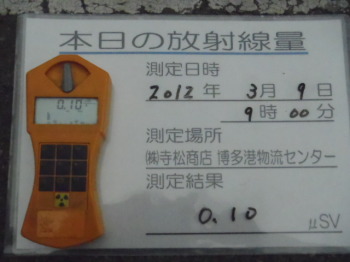 本日の放射線量
測定日時
2012 年 3 月 9 日
9 時 00 分
測定場所
㈱寺松商店 博多港物流センター
測定結果
0.10 μSV
0.10